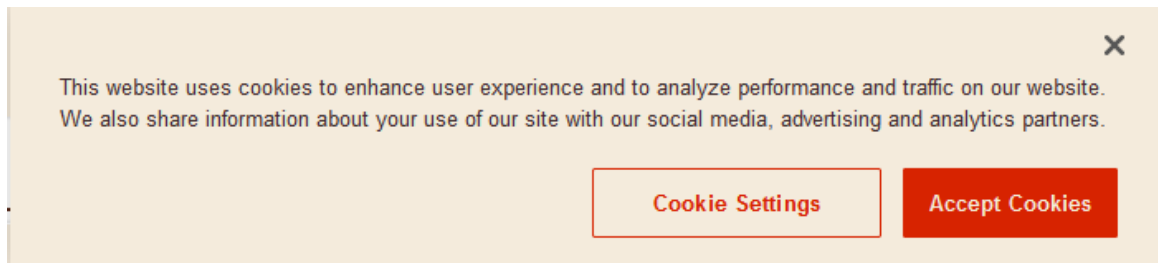 This website uses cookies to enhance user experience and to analyze performance and traffic on our website.
We also share information about your use of our site with our social media, advertising and analytics partners.
Cookie Settings
Accept Cookies